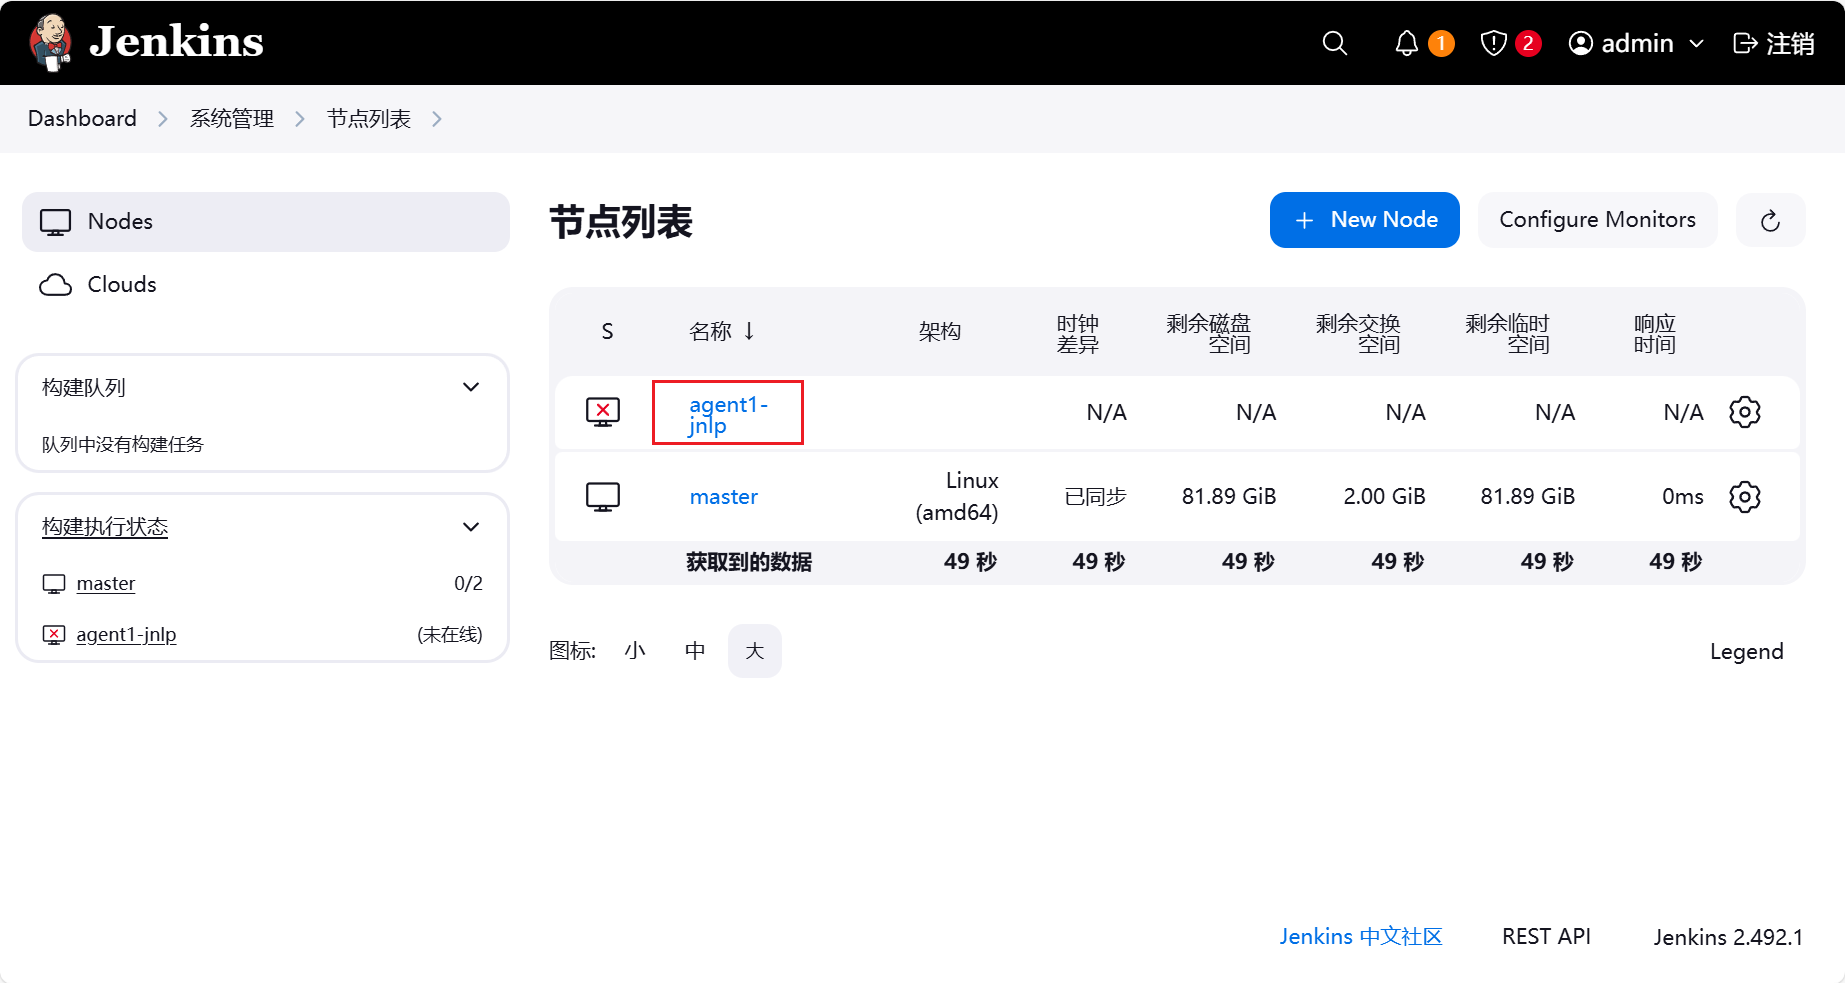 Jenkins
1
2
admin
注销
Dashboard
系统管理
节点列表
Nodes
Clouds
构建队列
队列中没有构建任务
构建执行状态
master
0/2
agent1-jnlp
(未在线)
节点列表
+ New Node
Configure Monitors
S
名称 ↓
架构
时钟
差异
剩余磁盘
空间
剩余交换
空间
剩余临时
空间
响应
时间
agent1-
jnlp
N/A
N/A
N/A
N/A
N/A
master
Linux
(amd64)
已同步
81.89 GiB
2.00 GiB
81.89 GiB
0ms
获取到的数据
49 秒
49 秒
49 秒
49 秒
49 秒
49 秒
图标:
小
中
大
Legend
Jenkins 中文社区
REST API
Jenkins 2.492.1